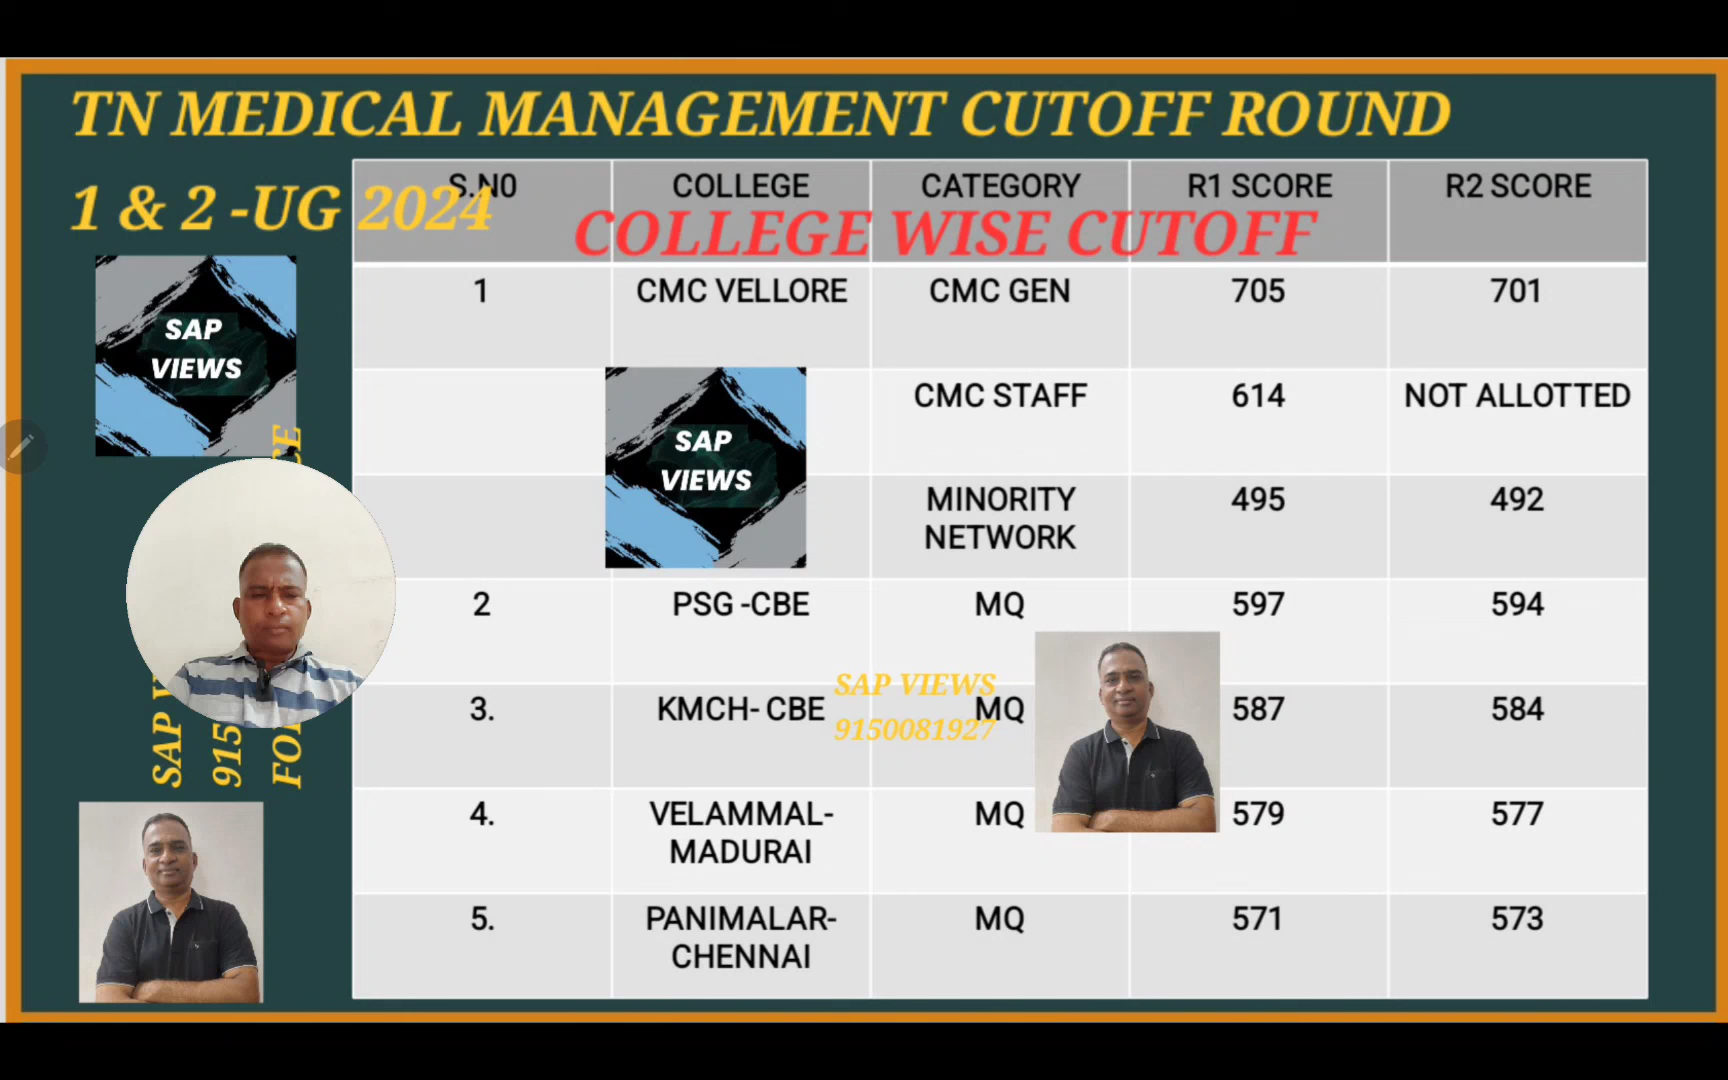 TN MEDICAL MANAGEMENT CUTOFF ROUND
1 & 2 -UG 2024
COLLEGE WISE CUTOFF
S.N0 COLLEGE CATEGORY R1 SCORE R2 SCORE
1 CMC VELLORE CMC GEN 705 701
CMC STAFF 614 NOT ALLOTTED
MINORITY
NETWORK
495 492
2 PSG -CBE MQ 597 594
3. KMCH- CBE MQ 587 584
4. VELAMMAL-
MADURAI
MQ 579 577
5. PANIMALAR-
CHENNAI
MQ 571 573
SAP
VIEWS
SAP
VIEWS
SAP VIEWS
9150081927
SAP
915